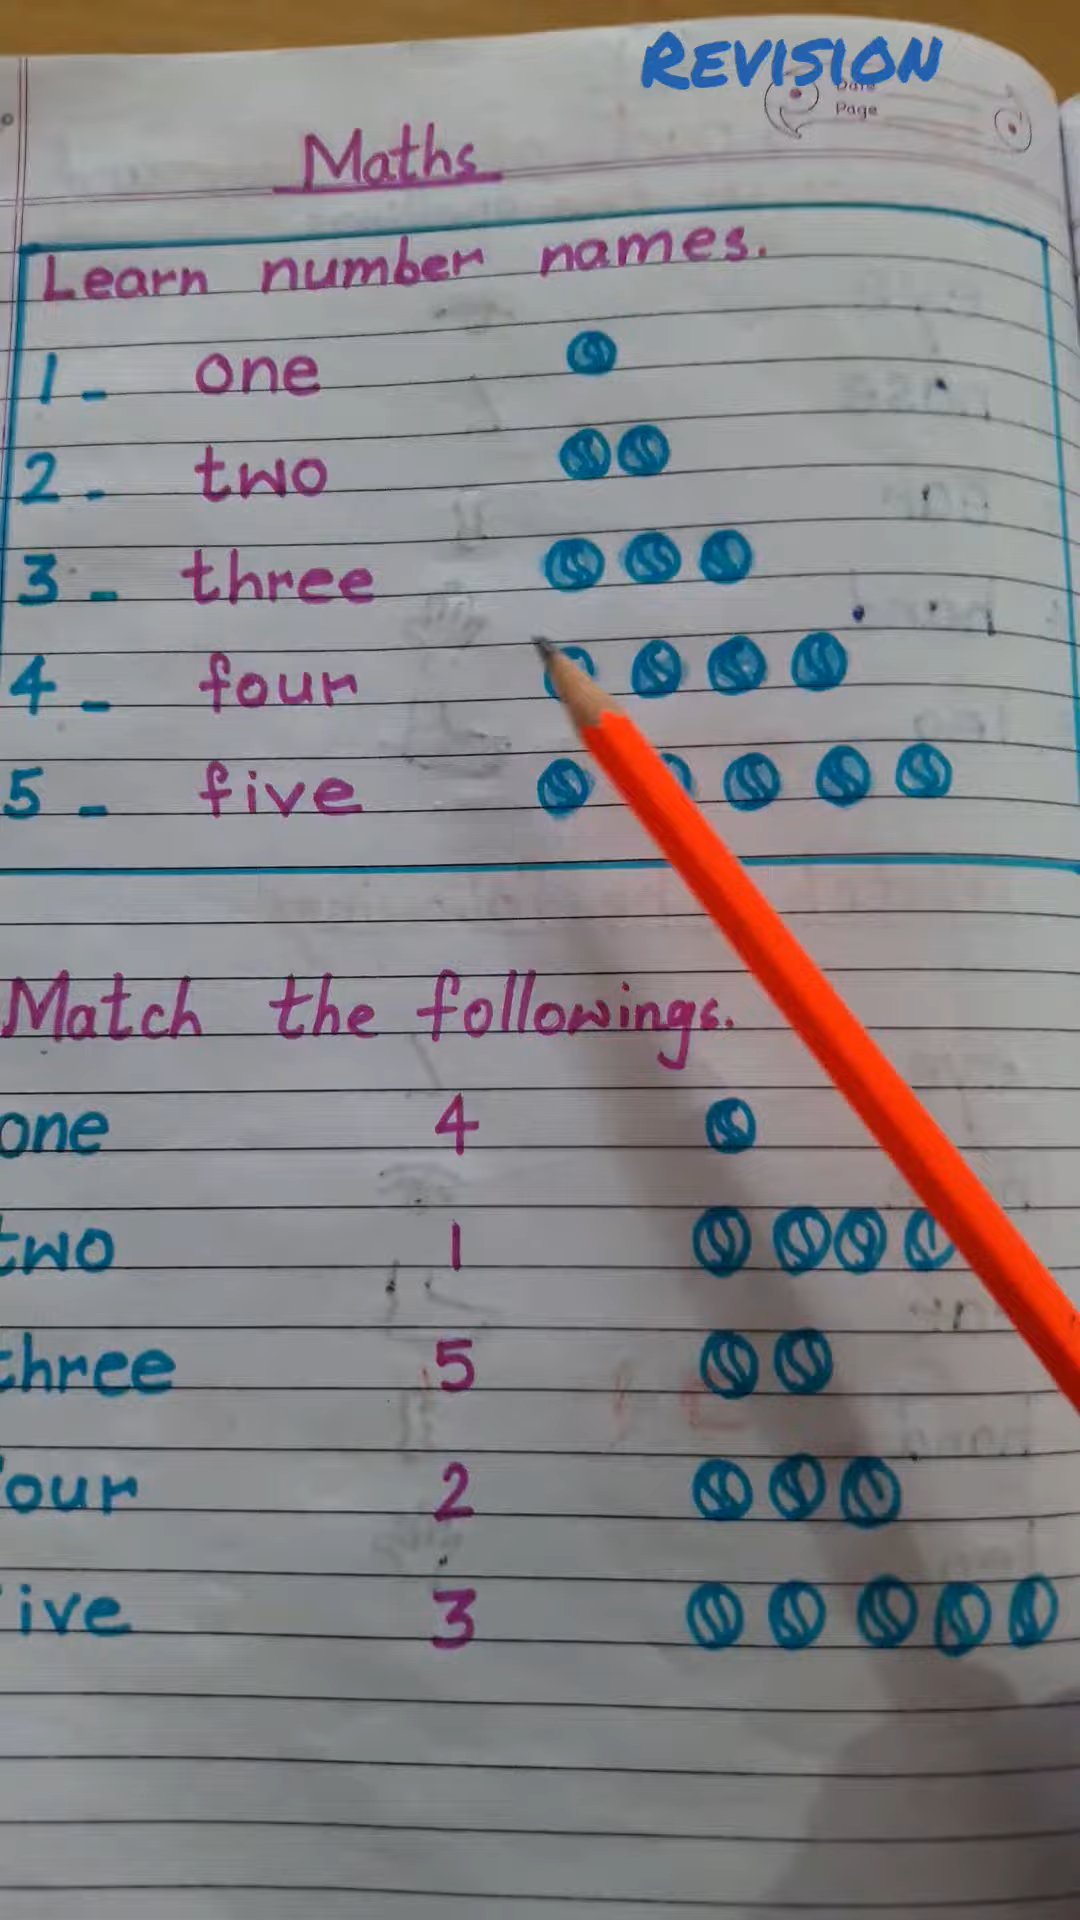 REVISION
Date
Page
Maths
Learn number names.
1 - one
2 - two
3 - three
4 - four
5 - five
Match the followings.
one 4
two 1
three 5
four 2
five 3